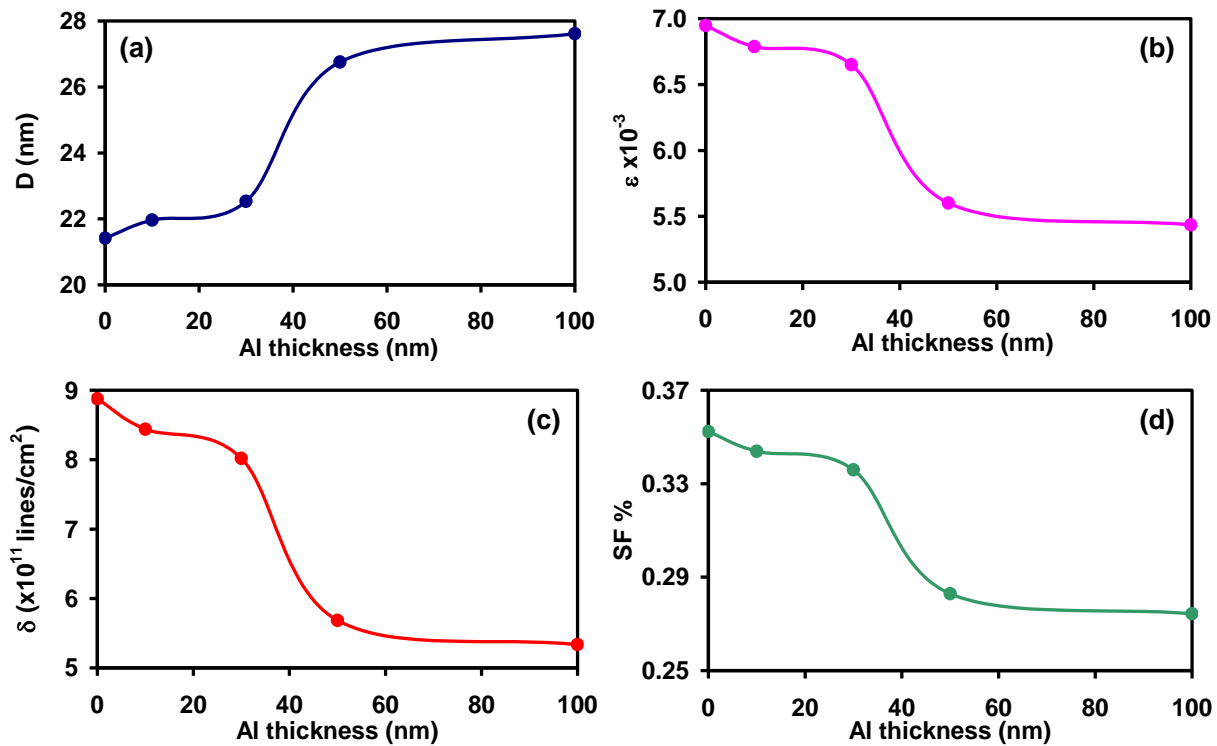 (a)
D (nm)
28
26
24
22
20
0 20 40 60 80 100
Al thickness (nm)
(b)
ε x10⁻³
7.0
6.5
6.0
5.5
5.0
0 20 40 60 80 100
Al thickness (nm)
(c)
δ (x10¹¹ lines/cm²)
9
8
7
6
5
0 20 40 60 80 100
Al thickness (nm)
(d)
SF %
0.37
0.33
0.29
0.25
0 20 40 60 80 100
Al thickness (nm)